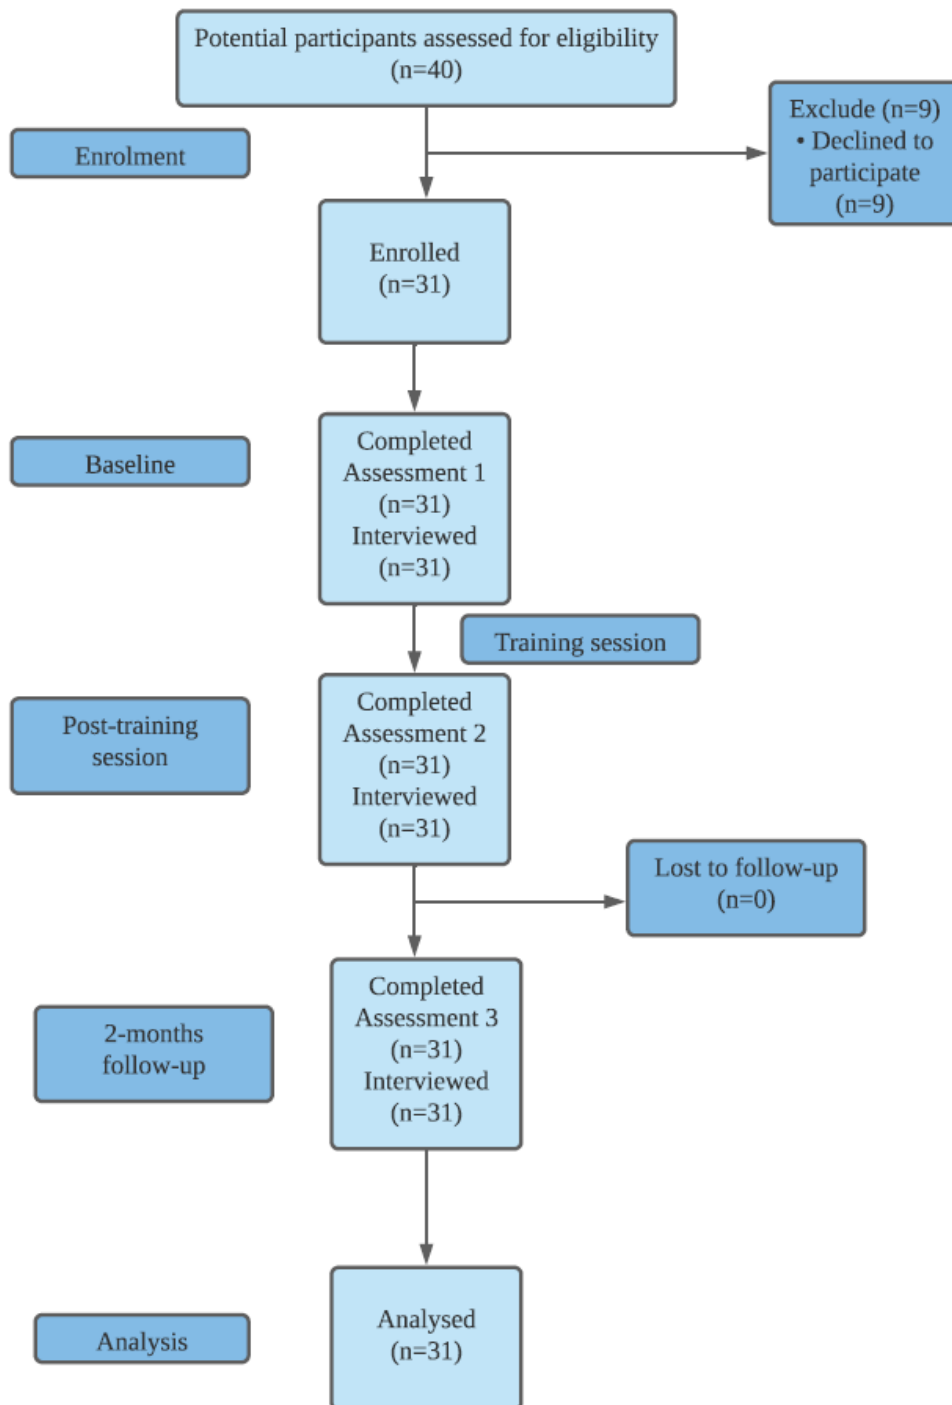 Potential participants assessed for eligibility
(n=40)
Exclude (n=9)
• Declined to
participate
(n=9)
Enrolment
Enrolled
(n=31)
Baseline
Completed
Assessment 1
(n=31)
Interviewed
(n=31)
Training session
Post-training
session
Completed
Assessment 2
(n=31)
Interviewed
(n=31)
Lost to follow-up
(n=0)
2-months
follow-up
Completed
Assessment 3
(n=31)
Interviewed
(n=31)
Analysis
Analysed
(n=31)